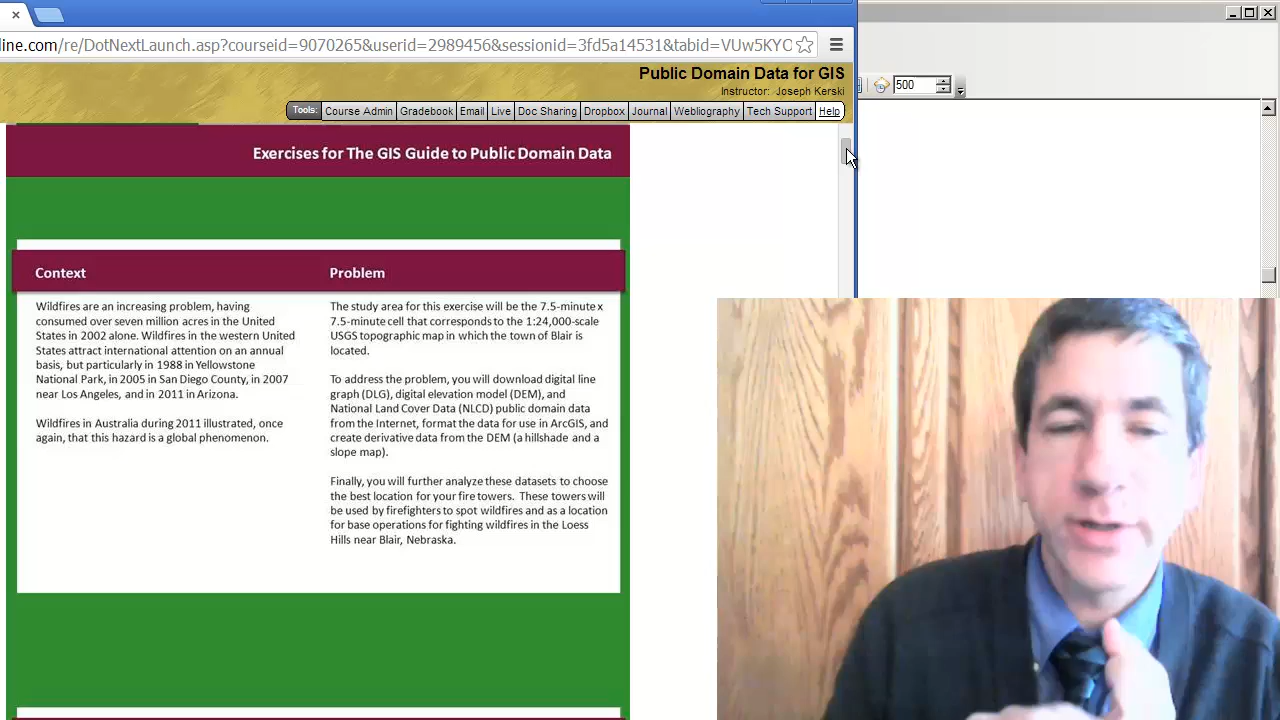 line.com/re/DotNextLaunch.asp?courseid=9070265&userid=2989456&sessionid=3fd5a14531&tabid=VUw5KYC
500
Public Domain Data for GIS
Instructor: Joseph Kerski
Tools: Course Admin Gradebook Email Live Doc Sharing Dropbox Journal Webliography Tech Support Help
Exercises for The GIS Guide to Public Domain Data
Context
Wildfires are an increasing problem, having
consumed over seven million acres in the United
States in 2002 alone. Wildfires in the western United
States attract international attention on an annual
basis, but particularly in 1988 in Yellowstone
National Park, in 2005 in San Diego County, in 2007
near Los Angeles, and in 2011 in Arizona.
Wildfires in Australia during 2011 illustrated, once
again, that this hazard is a global phenomenon.
Problem
The study area for this exercise will be the 7.5-minute x
7.5-minute cell that corresponds to the 1:24,000-scale
USGS topographic map in which the town of Blair is
located.
To address the problem, you will download digital line
graph (DLG), digital elevation model (DEM), and
National Land Cover Data (NLCD) public domain data
from the Internet, format the data for use in ArcGIS, and
create derivative data from the DEM (a hillshade and a
slope map).
Finally, you will further analyze these datasets to choose
the best location for your fire towers. These towers will
be used by firefighters to spot wildfires and as a location
for base operations for fighting wildfires in the Loess
Hills near Blair, Nebraska.